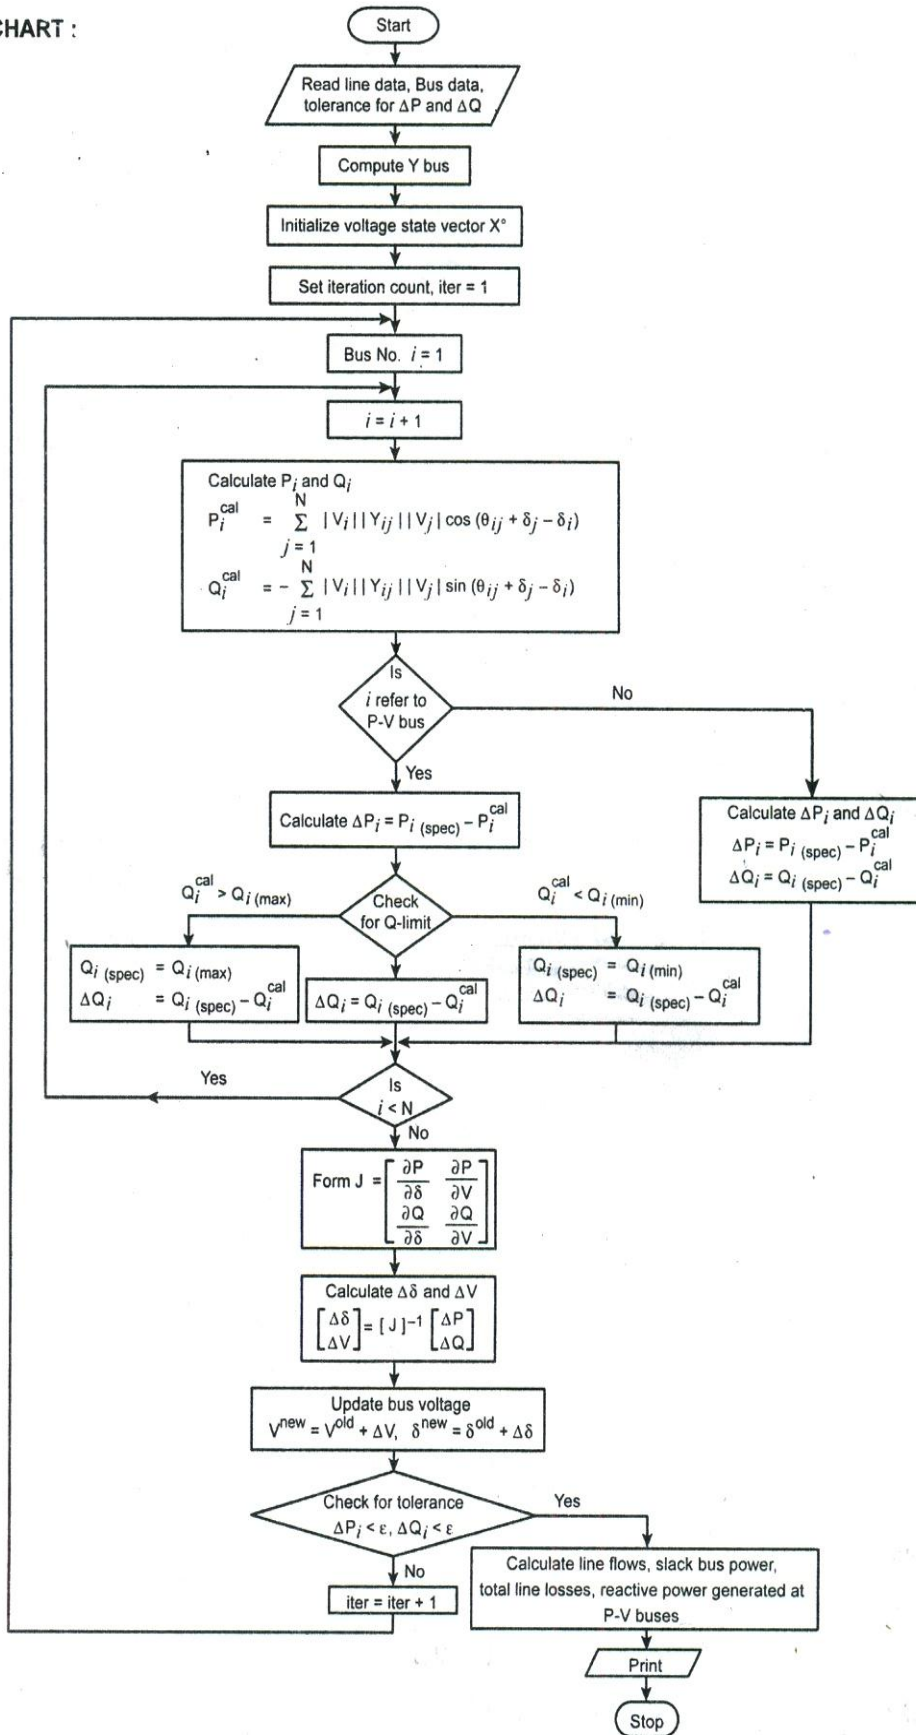 CHART :
Start
Read line data, Bus data,
tolerance for ΔP and ΔQ
Compute Y bus
Initialize voltage state vector X°
Set iteration count, iter = 1
Bus No. i = 1
i = i + 1
Calculate P_i and Q_i
P_i^cal = Σ_{j = 1}^{N} | V_i | | Y_ij | | V_j | cos (θ_ij + δ_j – δ_i)
Q_i^cal = – Σ_{j = 1}^{N} | V_i | | Y_ij | | V_j | sin (θ_ij + δ_j – δ_i)
Is
i refer to
P-V bus
No
Yes
Calculate ΔP_i = P_i (spec) – P_i^cal
Calculate ΔP_i and ΔQ_i
ΔP_i = P_i (spec) – P_i^cal
ΔQ_i = Q_i (spec) – Q_i^cal
Q_i^cal > Q_i (max)
Check
for Q-limit
Q_i^cal < Q_i (min)
Q_i (spec) = Q_i (max)
ΔQ_i = Q_i (spec) – Q_i^cal
ΔQ_i = Q_i (spec) – Q_i^cal
Q_i (spec) = Q_i (min)
ΔQ_i = Q_i (spec) – Q_i^cal
Yes
Is
i < N
No
Form J = [ ∂P/∂δ ∂P/∂V
∂Q/∂δ ∂Q/∂V ]
Calculate Δδ and ΔV
[ Δδ ΔV ] = [ J ]^–1 [ ΔP ΔQ ]
Update bus voltage
V^new = V^old + ΔV, δ^new = δ^old + Δδ
Check for tolerance
ΔP_i < ε, ΔQ_i < ε
Yes
No
iter = iter + 1
Calculate line flows, slack bus power,
total line losses, reactive power generated at
P-V buses
Print
Stop